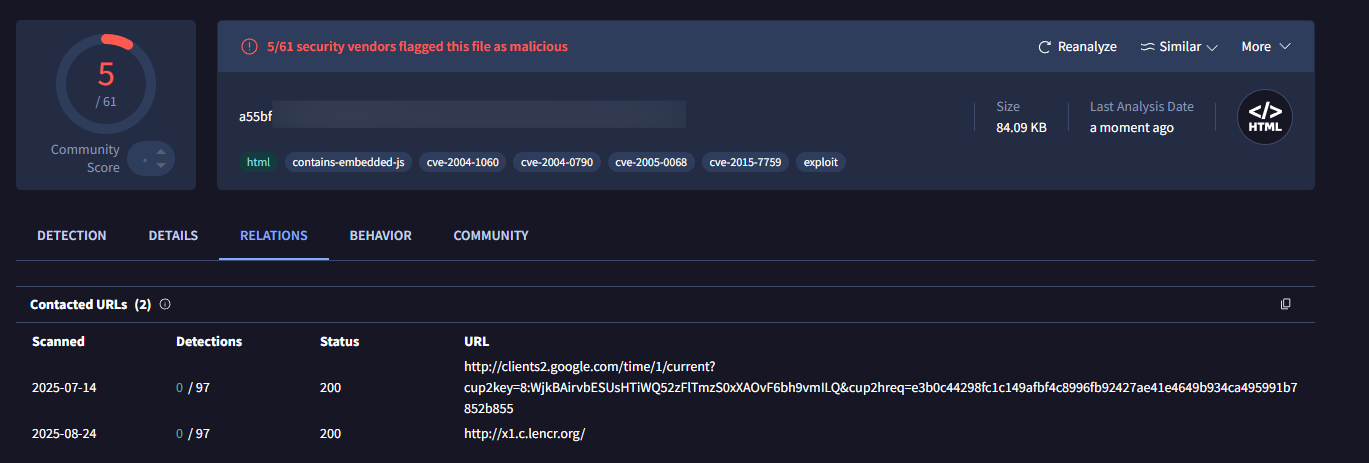 5
/ 61
Community
Score
5/61 security vendors flagged this file as malicious
Reanalyze
Similar
More
a55bf
Size
84.09 KB
Last Analysis Date
a moment ago
</>
HTML
html
contains-embedded-js
cve-2004-1060
cve-2004-0790
cve-2005-0068
cve-2015-7759
exploit
DETECTION
DETAILS
RELATIONS
BEHAVIOR
COMMUNITY
Contacted URLs (2)
Scanned Detections Status URL
2025-07-14 0 / 97 200 http://clients2.google.com/time/1/current?
cup2key=8:WjkBAirvbESUsHTiWQ52zFlTmzS0xXAOvF6bh9vmILQ&cup2hreq=e3b0c44298fc1c149afbf4c8996fb92427ae41e4649b934ca495991b7
852b855
2025-08-24 0 / 97 200 http://x1.c.lencr.org/